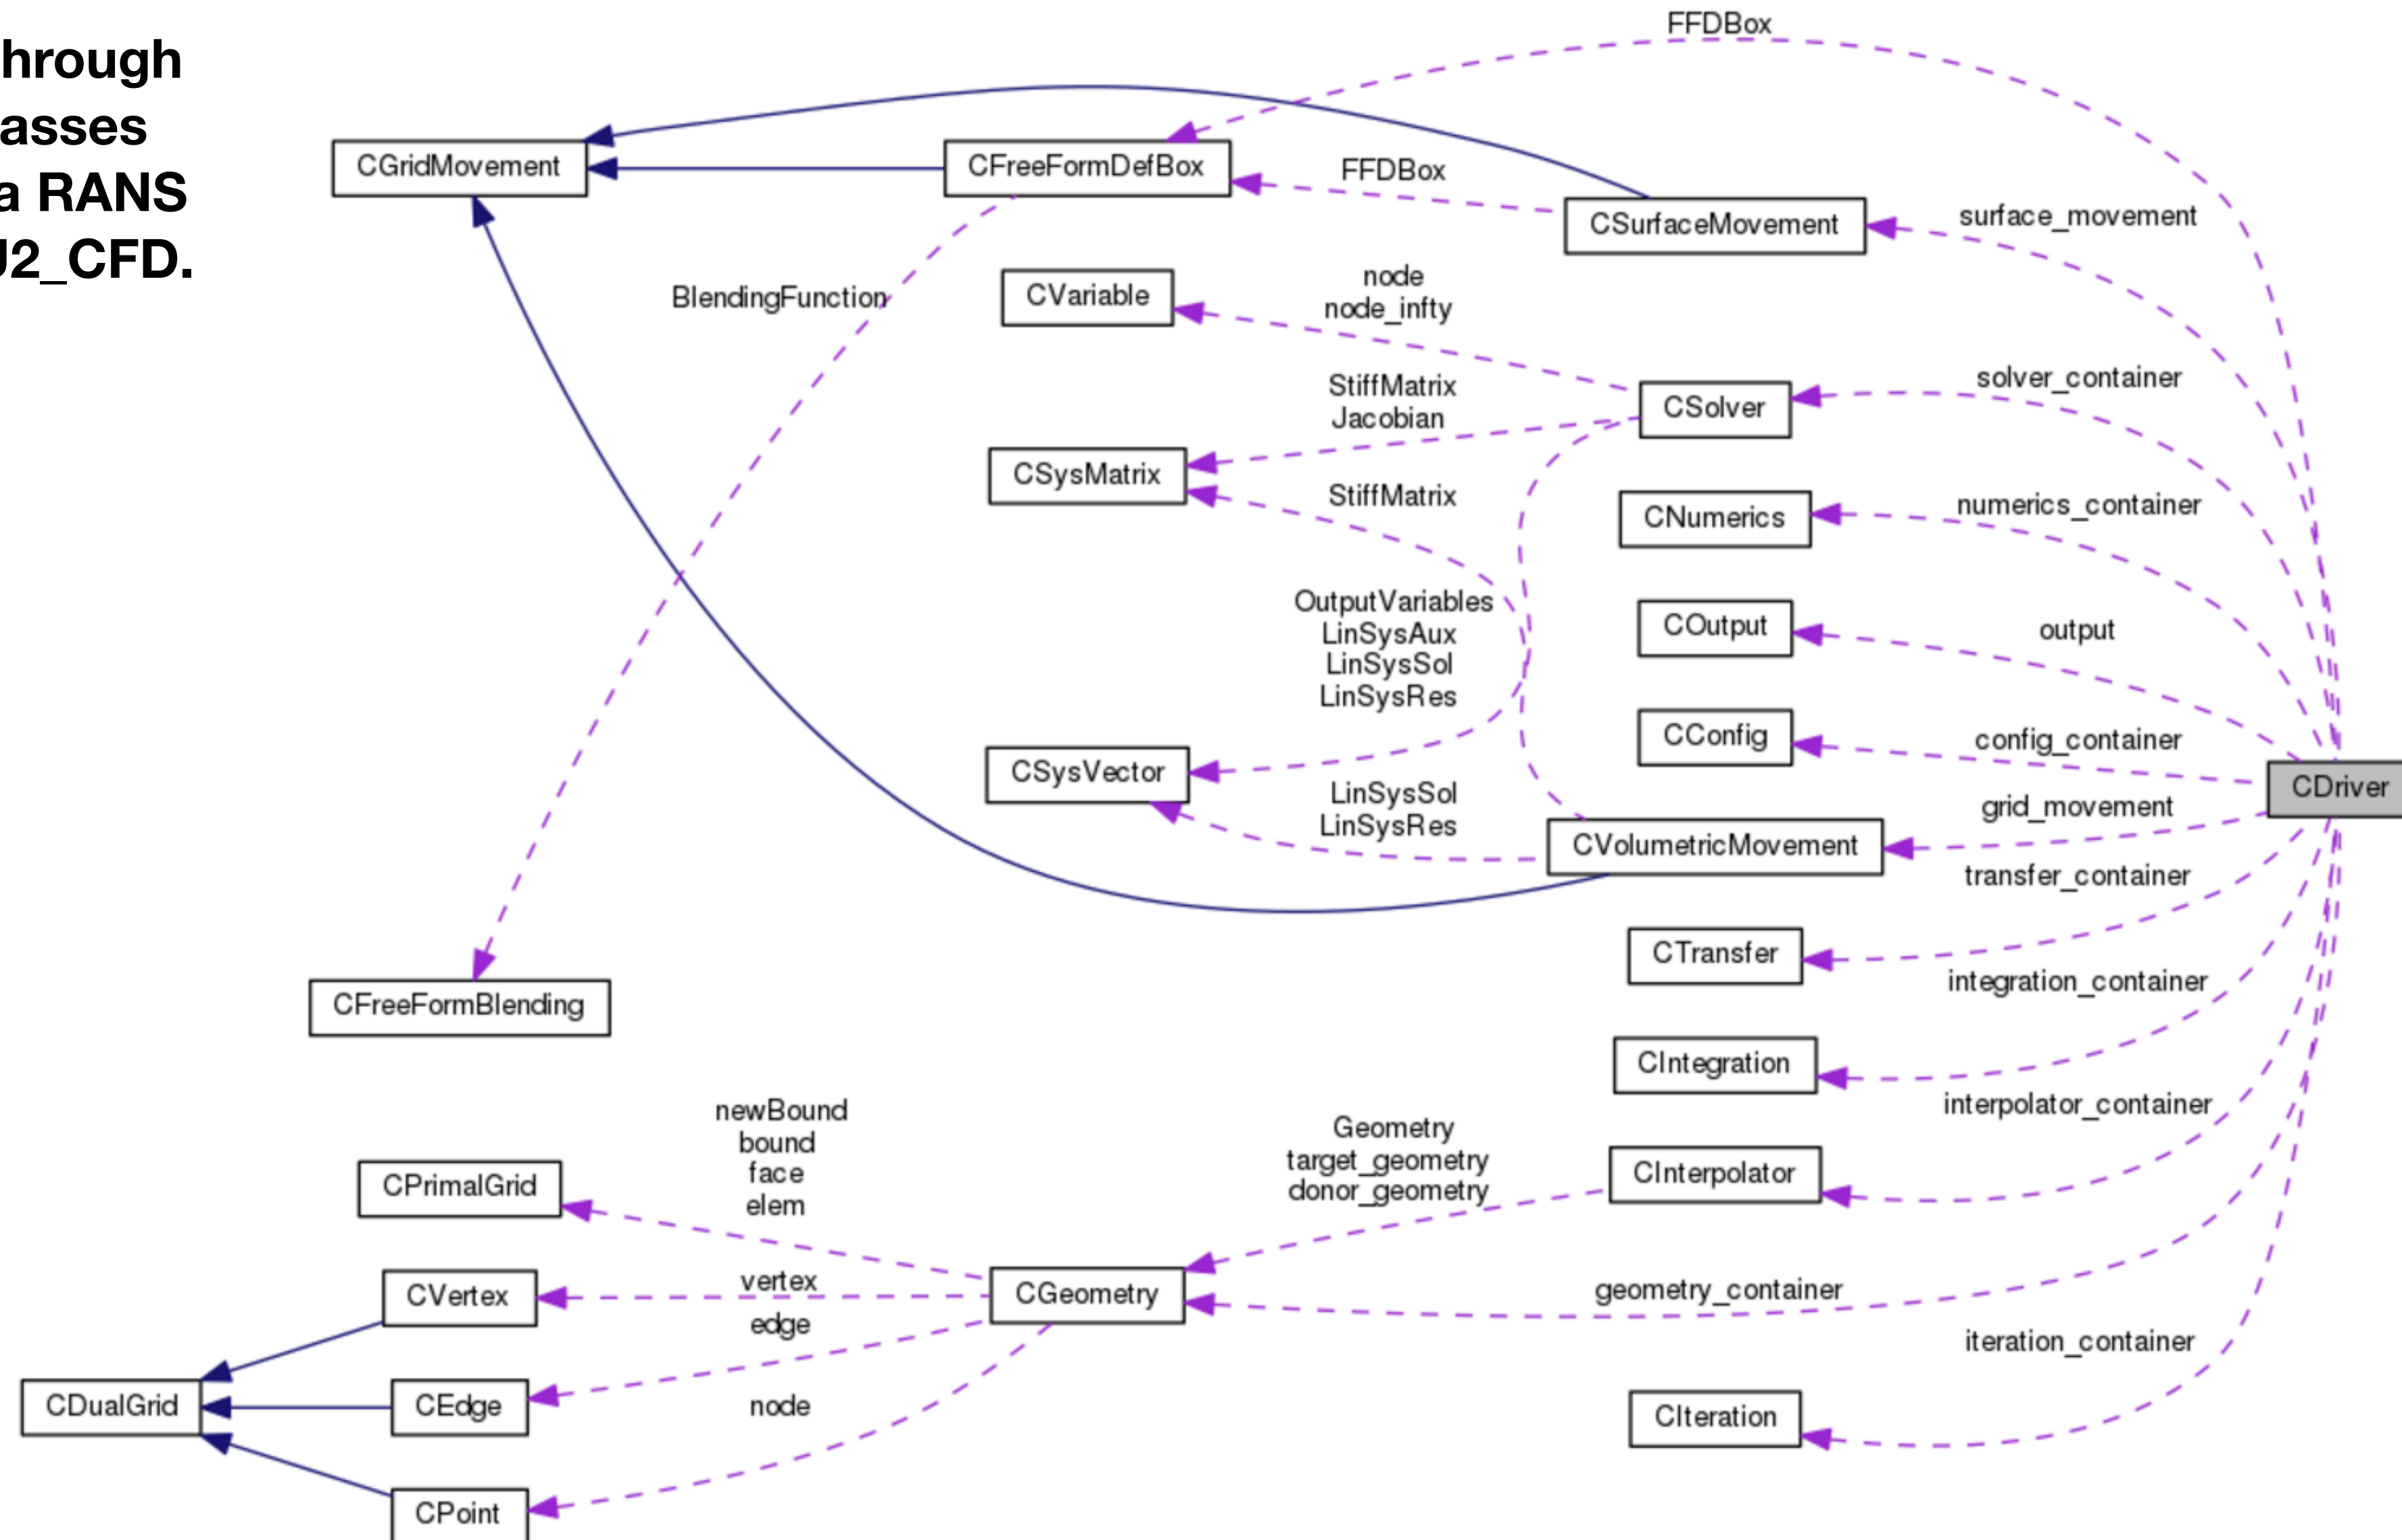 hrough
asses
a RANS
J2_CFD.
FFDBox
CGridMovement
CFreeFormDefBox
FFDBox
CSurfaceMovement
surface_movement
BlendingFunction
CVariable
node
node_infty
StiffMatrix
Jacobian
CSolver
solver_container
CSysMatrix
StiffMatrix
CNumerics
numerics_container
OutputVariables
LinSysAux
LinSysSol
LinSysRes
COutput
output
CConfig
config_container
CSysVector
LinSysSol
LinSysRes
CDriver
grid_movement
CVolumetricMovement
transfer_container
CTransfer
CFreeFormBlending
integration_container
CIntegration
interpolator_container
newBound
bound
face
elem
CPrimalGrid
Geometry
target_geometry
donor_geometry
CInterpolator
CVertex
vertex
CGeometry
geometry_container
edge
iteration_container
CDualGrid
CEdge
node
CIteration
CPoint